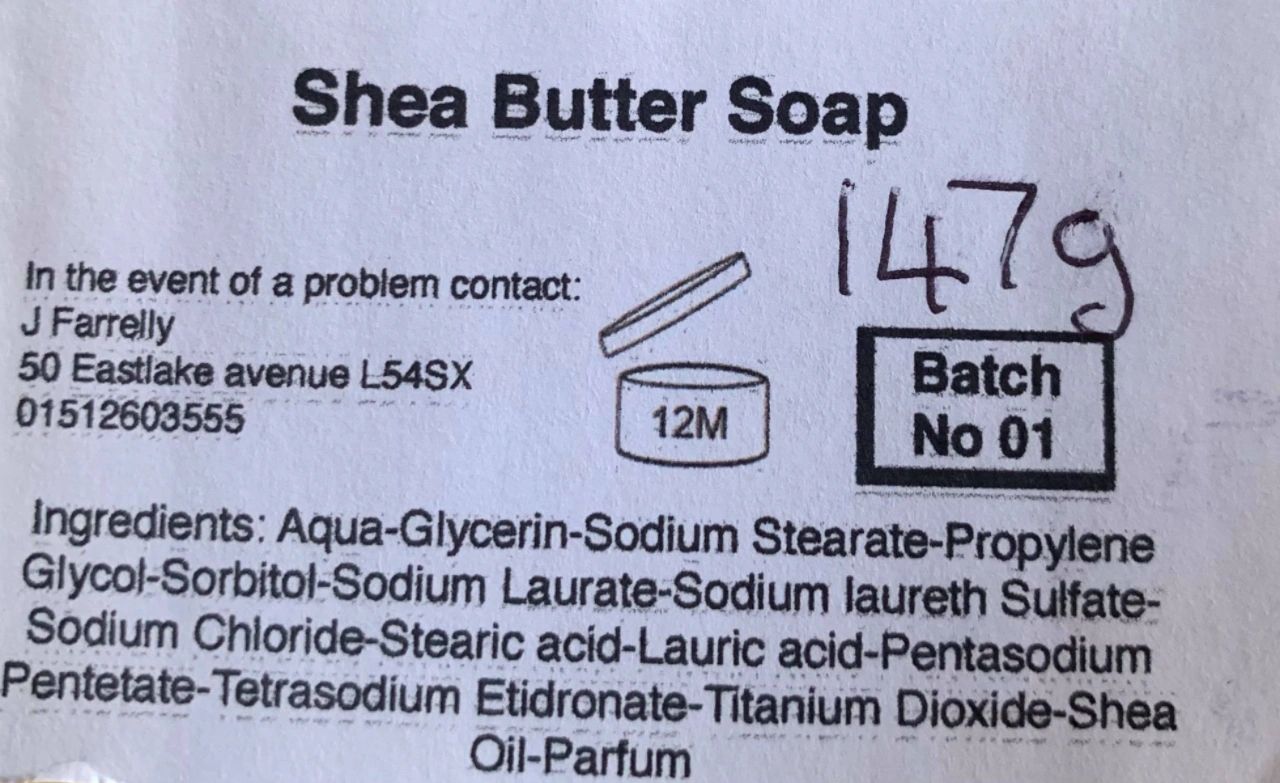 Shea Butter Soap
147g
In the event of a problem contact:
J Farrelly
50 Eastlake avenue L54SX
01512603555
12M
Batch
No 01
Ingredients: Aqua-Glycerin-Sodium Stearate-Propylene
Glycol-Sorbitol-Sodium Laurate-Sodium laureth Sulfate-
Sodium Chloride-Stearic acid-Lauric acid-Pentasodium
Pentetate-Tetrasodium Etidronate-Titanium Dioxide-Shea
Oil-Parfum